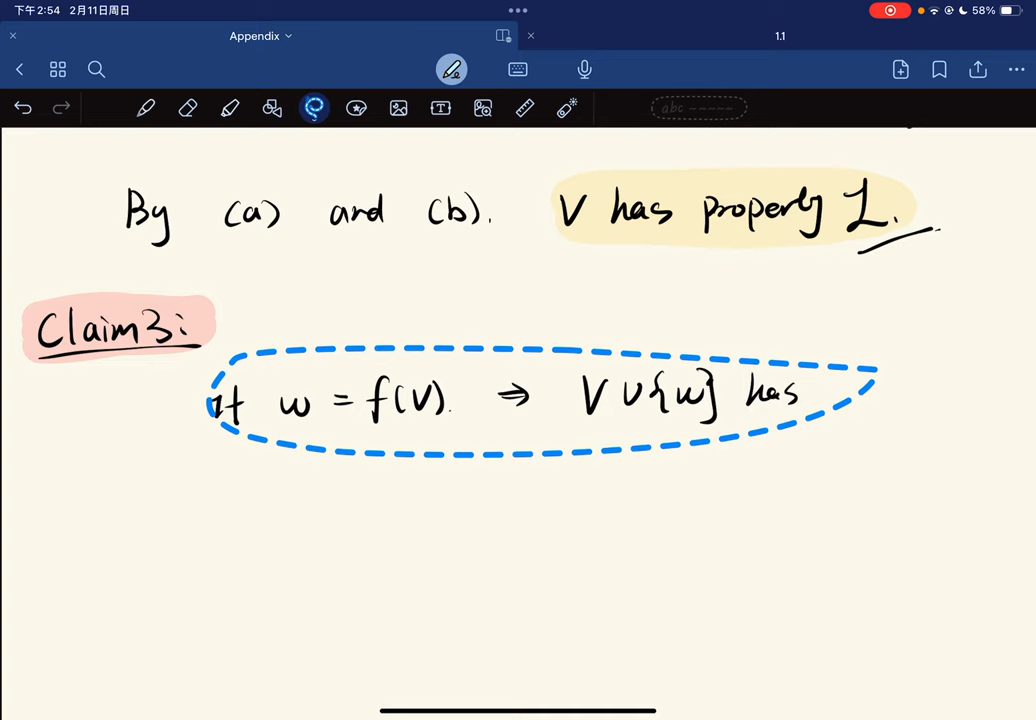 下午2:54 2月11日周日 58%
Appendix 1.1
abc
By (a) and (b). V has property L.
Claim3:
If w = f(V). ⇒ V ∪ {w} has